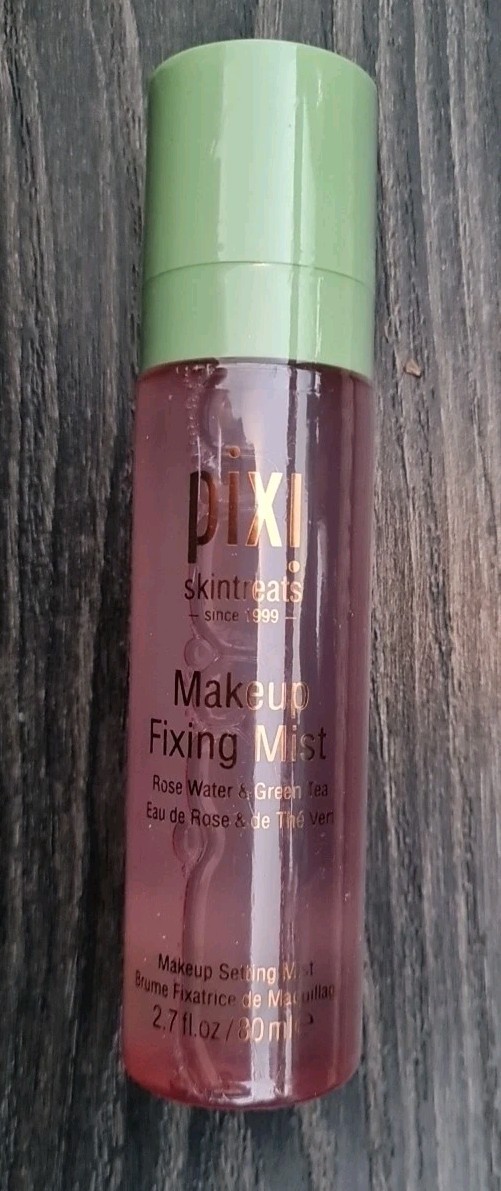 pixi
skintreats
– since 1999 –
Makeup
Fixing Mist
Rose Water & Green Tea
Eau de Rose & de Thé Vert
Makeup Setting Mist
Brume Fixatrice de Maquillag
2.7 fl.oz / 80 ml e